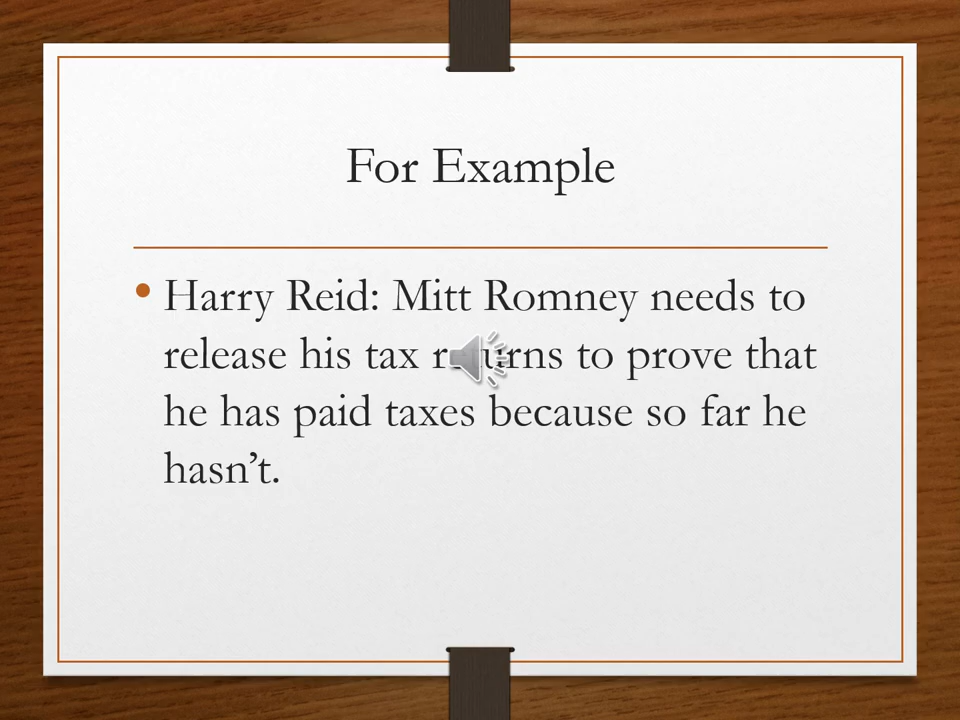 For Example
• Harry Reid: Mitt Romney needs to
release his tax returns to prove that
he has paid taxes because so far he
hasn’t.